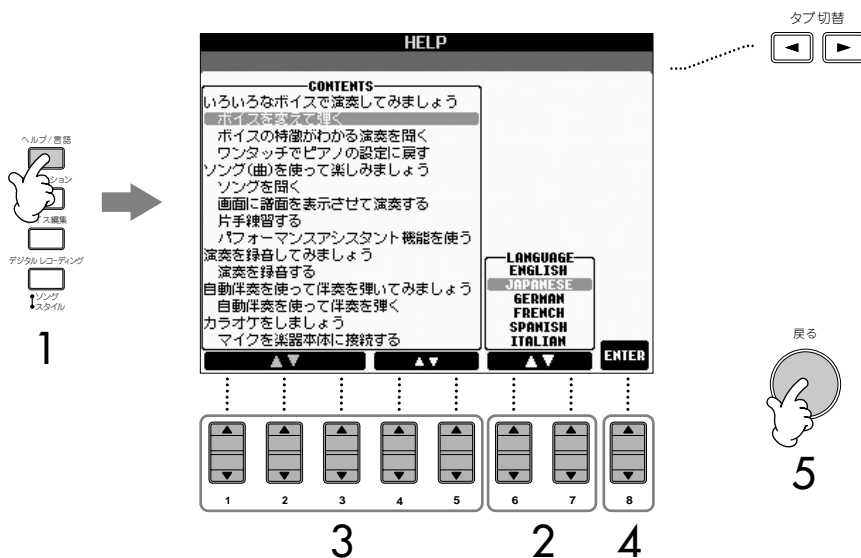 タブ切替
HELP
CONTENTS
いろいろなボイスで演奏してみましょう
ボイスを変えて弾く
ボイスの特徴がわかる演奏を聞く
ワンタッチでピアノの設定に戻す
ソング(曲)を使って楽しみましょう
ソングを聞く
画面に譜面を表示させて演奏する
片手練習する
パフォーマンスアシスタント機能を使う
演奏を録音してみましょう
演奏を録音する
自動伴奏を使って伴奏を弾いてみましょう
自動伴奏を使って伴奏を弾く
カラオケをしましょう
マイクを楽器本体に接続する
LANGUAGE
ENGLISH
JAPANESE
GERMAN
FRENCH
SPANISH
ITALIAN
ENTER
ヘルプ/言語
ション
イス編集
デジタルレコーディング
ソング
スタイル
1
戻る
5
1 2 3 4 5 6 7 8
3 2 4